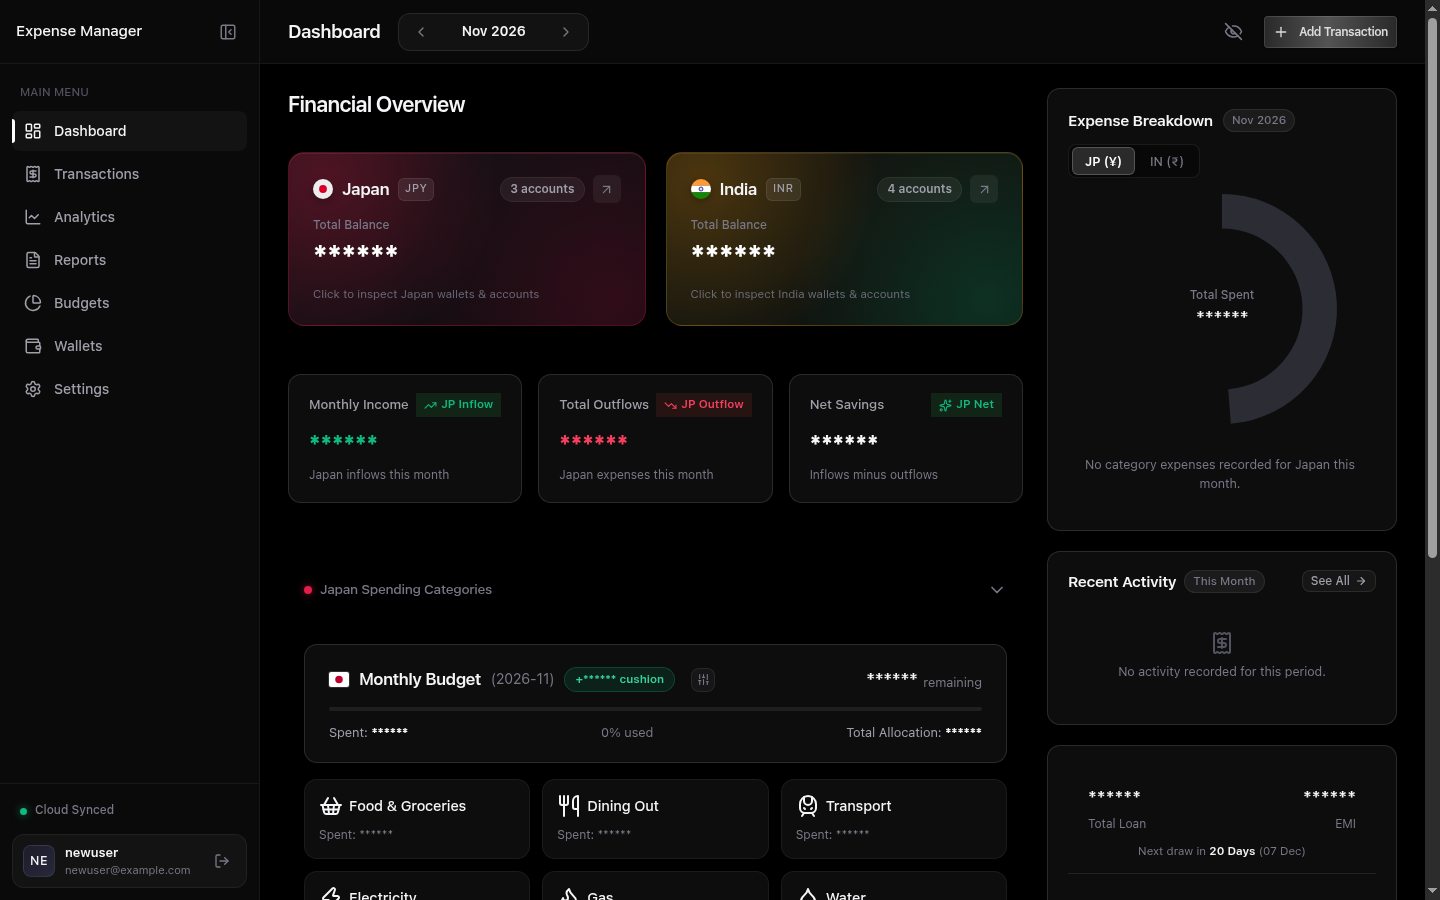 Expense Manager
MAIN MENU
Dashboard
Transactions
Analytics
Reports
Budgets
Wallets
Settings
Cloud Synced
NE
newuser
newuser@example.com
Dashboard
Nov 2026
Add Transaction
Financial Overview
Japan JPY 3 accounts
Total Balance
******
Click to inspect Japan wallets & accounts
India INR 4 accounts
Total Balance
******
Click to inspect India wallets & accounts
Monthly Income JP Inflow
******
Japan inflows this month
Total Outflows JP Outflow
******
Japan expenses this month
Net Savings JP Net
******
Inflows minus outflows
Japan Spending Categories
Monthly Budget (2026-11) +****** cushion ****** remaining
Spent: ****** 0% used Total Allocation: ******
Food & Groceries
Spent: ******
Dining Out
Spent: ******
Transport
Spent: ******
Electricity
Gas
Water
Expense Breakdown Nov 2026
JP (¥) IN (₹)
Total Spent
******
No category expenses recorded for Japan this
month.
Recent Activity This Month See All
No activity recorded for this period.
****** ******
Total Loan EMI
Next draw in 20 Days (07 Dec)